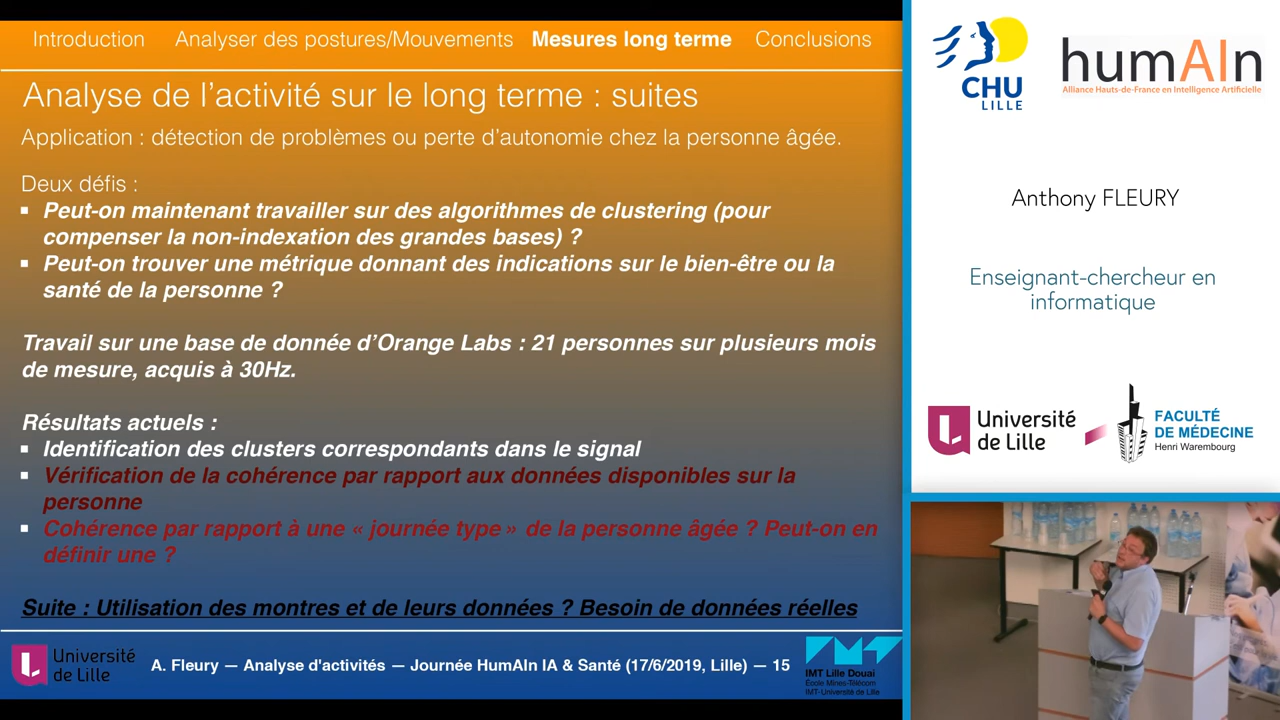 Introduction Analyser des postures/Mouvements Mesures long terme Conclusions
Analyse de l'activité sur le long terme : suites
Application : détection de problèmes ou perte d'autonomie chez la personne âgée.
Deux défis :
▪ Peut-on maintenant travailler sur des algorithmes de clustering (pour
compenser la non-indexation des grandes bases) ?
▪ Peut-on trouver une métrique donnant des indications sur le bien-être ou la
santé de la personne ?
Travail sur une base de donnée d'Orange Labs : 21 personnes sur plusieurs mois
de mesure, acquis à 30Hz.
Résultats actuels :
▪ Identification des clusters correspondants dans le signal
▪ Vérification de la cohérence par rapport aux données disponibles sur la
personne
▪ Cohérence par rapport à une « journée type » de la personne âgée ? Peut-on en
définir une ?
Suite : Utilisation des montres et de leurs données ? Besoin de données réelles
Université
de Lille
A. Fleury — Analyse d'activités — Journée HumAIn IA & Santé (17/6/2019, Lille) — 15
IMT Lille Douai
École Mines-Télécom
IMT-Université de Lille
CHU
LILLE
humAIn
Alliance Hauts-de-France en Intelligence Artificielle
Anthony FLEURY
Enseignant-chercheur en
informatique
Université
de Lille
FACULTÉ
DE MÉDECINE
Henri Warembourg